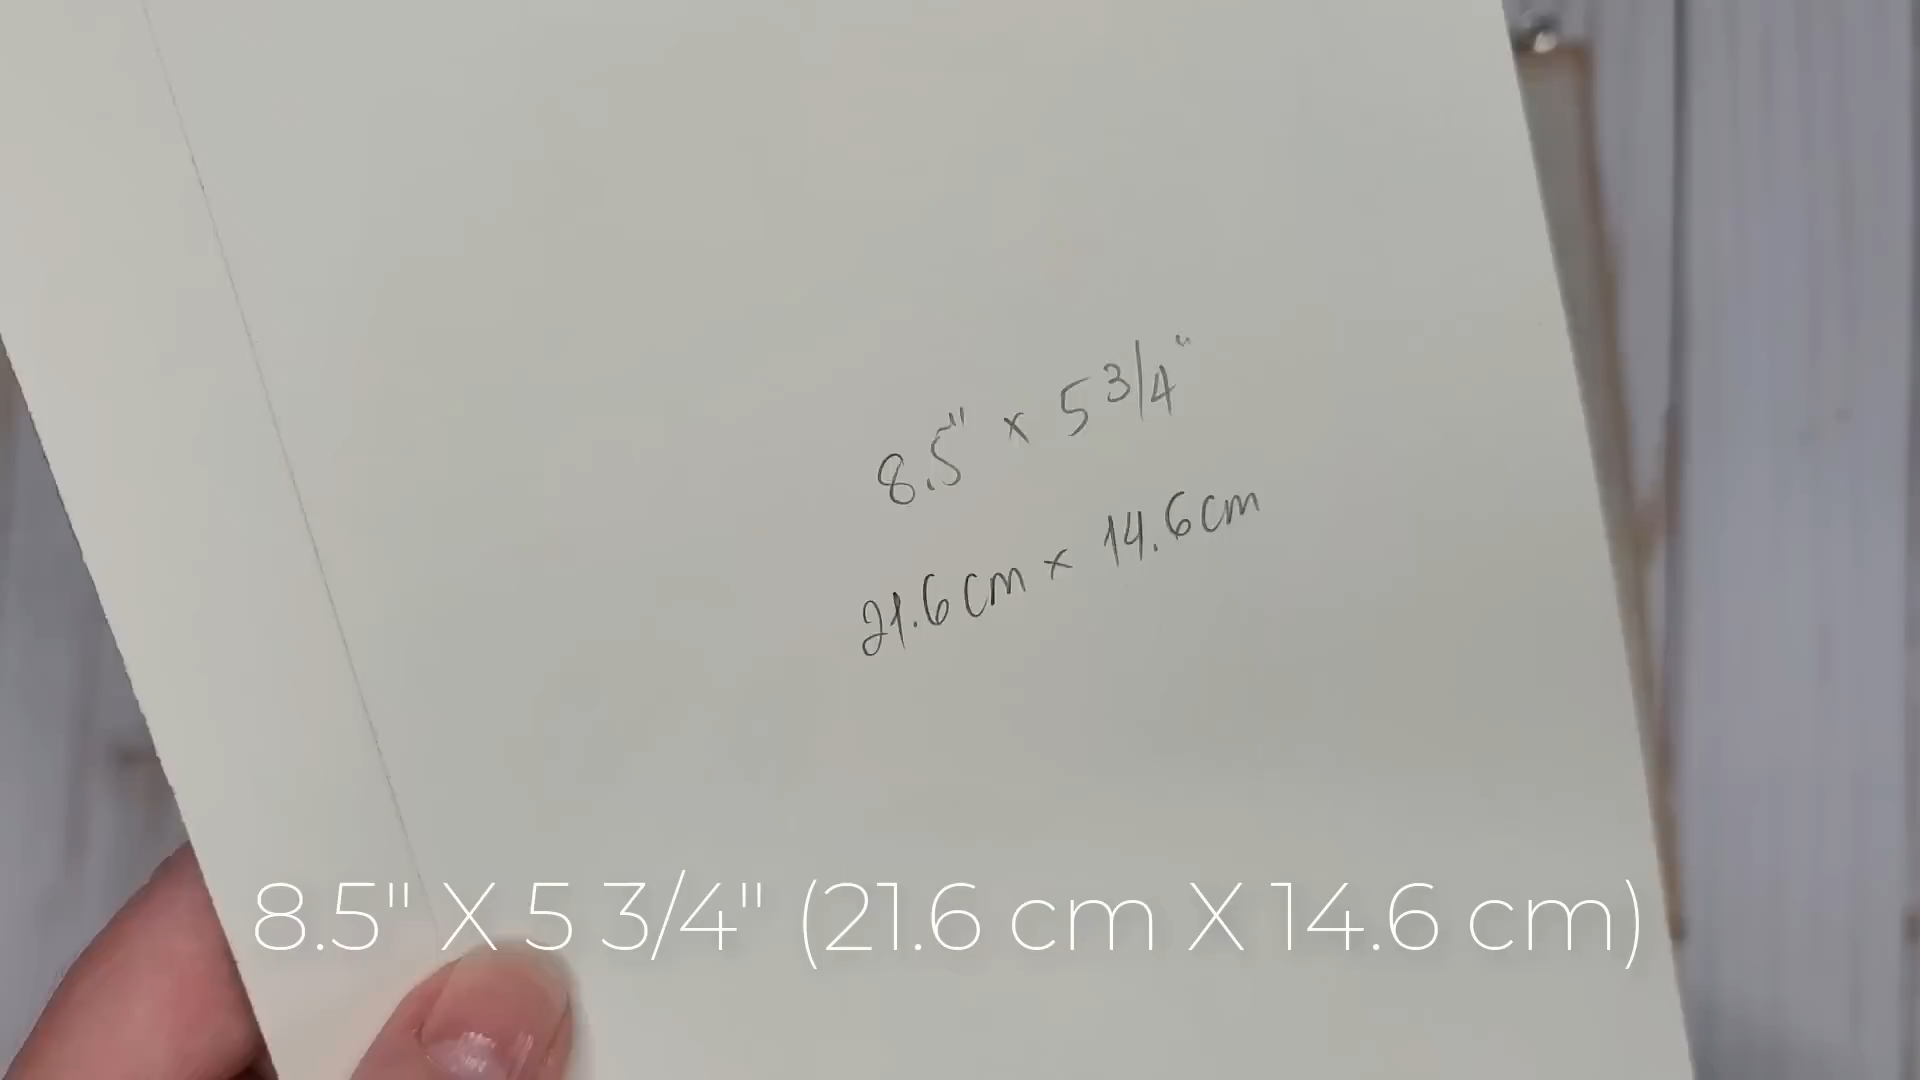 8.5" x 5 3/4"
21.6 cm x 14.6 cm
8.5" X 5 3/4" (21.6 cm X 14.6 cm)